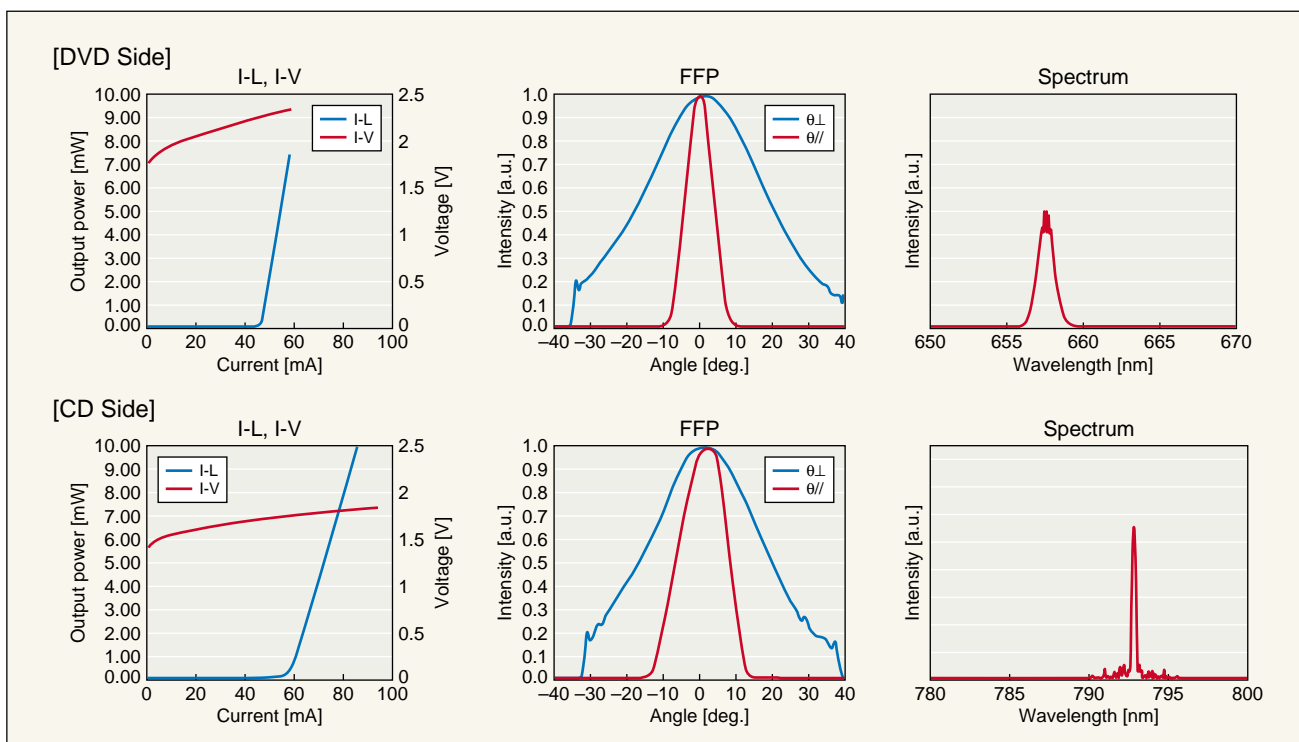 [DVD Side]
I-L, I-V
10.00
9.00
8.00
7.00
6.00
5.00
4.00
3.00
2.00
1.00
0.00
Output power [mW]
2.5
2
1.5
1
0.5
0
Voltage [V]
I-L
I-V
0 20 40 60 80 100
Current [mA]
FFP
1.0
0.9
0.8
0.7
0.6
0.5
0.4
0.3
0.2
0.1
0.0
Intensity [a.u.]
θ⊥
θ//
–40 –30 –20 –10 0 10 20 30 40
Angle [deg.]
Spectrum
Intensity [a.u.]
650 655 660 665 670
Wavelength [nm]
[CD Side]
I-L, I-V
10.00
9.00
8.00
7.00
6.00
5.00
4.00
3.00
2.00
1.00
0.00
Output power [mW]
2.5
2
1.5
1
0.5
0
Voltage [V]
I-L
I-V
0 20 40 60 80 100
Current [mA]
FFP
1.0
0.9
0.8
0.7
0.6
0.5
0.4
0.3
0.2
0.1
0.0
Intensity [a.u.]
θ⊥
θ//
–40 –30 –20 –10 0 10 20 30 40
Angle [deg.]
Spectrum
Intensity [a.u.]
780 785 790 795 800
Wavelength [nm]